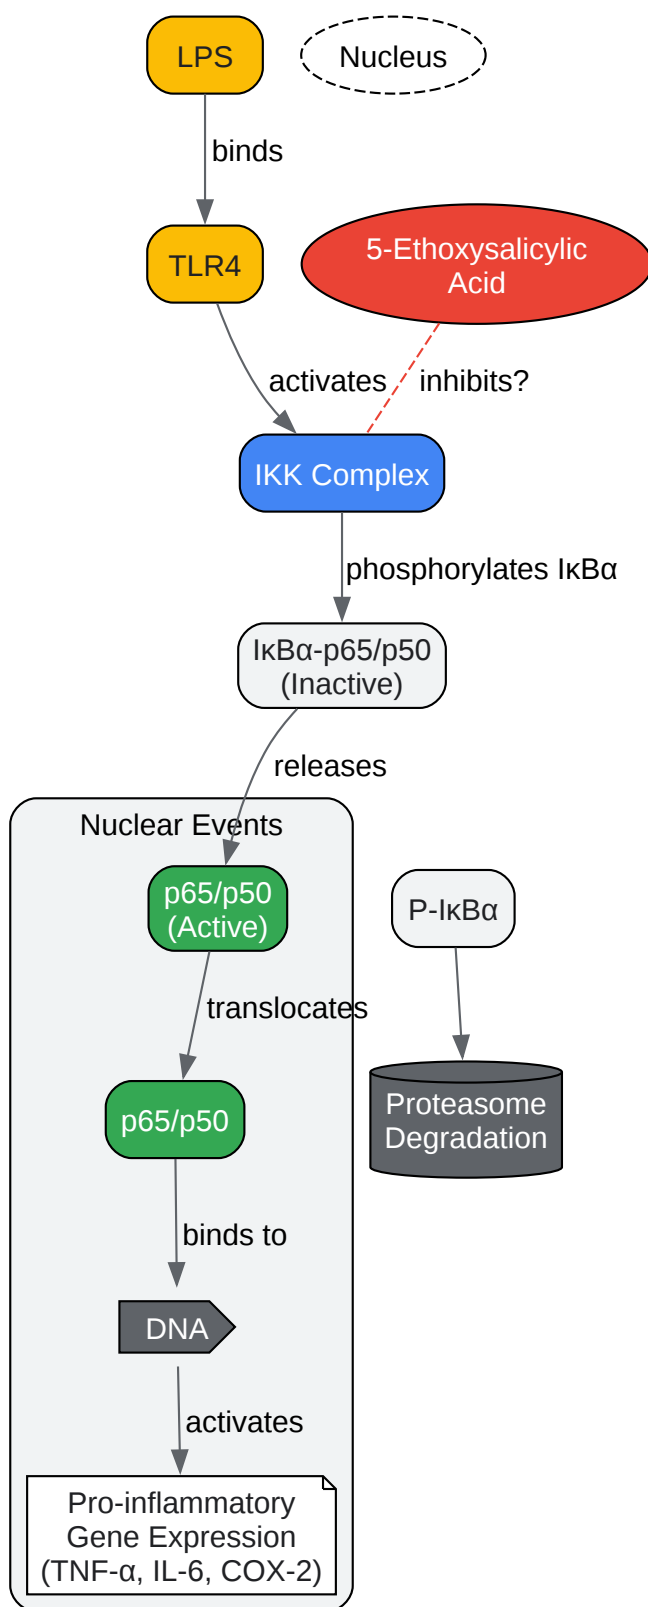 LPS
Nucleus
binds
TLR4
5-Ethoxysalicylic
Acid
activates
inhibits?
IKK Complex
phosphorylates IκBα
IκBα-p65/p50
(Inactive)
releases
Nuclear Events
p65/p50
(Active)
P-IκBα
translocates
p65/p50
Proteasome
Degradation
binds to
DNA
activates
Pro-inflammatory
Gene Expression
(TNF-α, IL-6, COX-2)